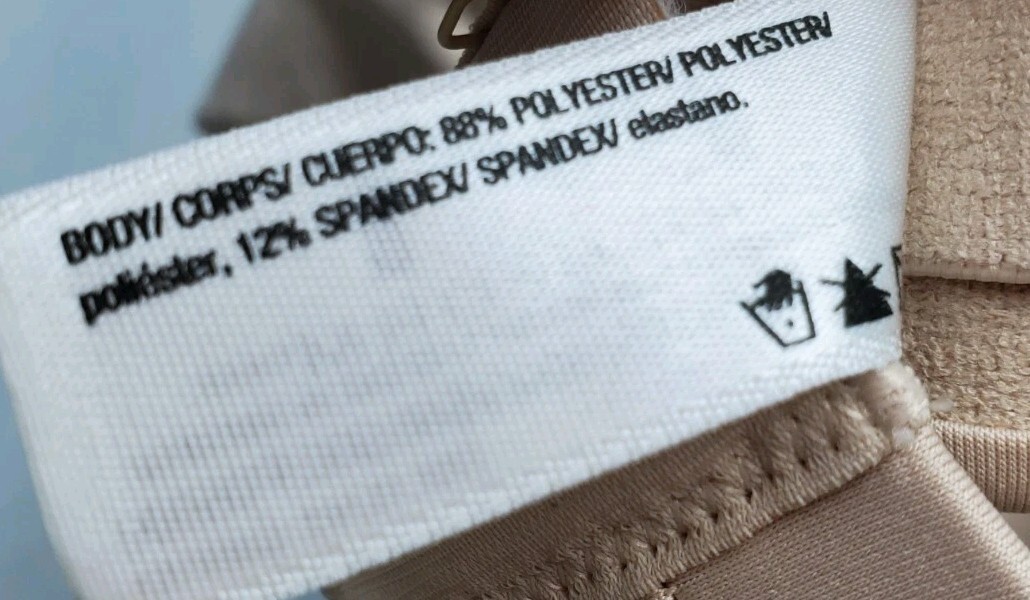 BODY/ CORPS/ CUERPO: 88% POLYESTER/ POLYESTER/
poliéster, 12% SPANDEX/ SPANDEX/ elastano.